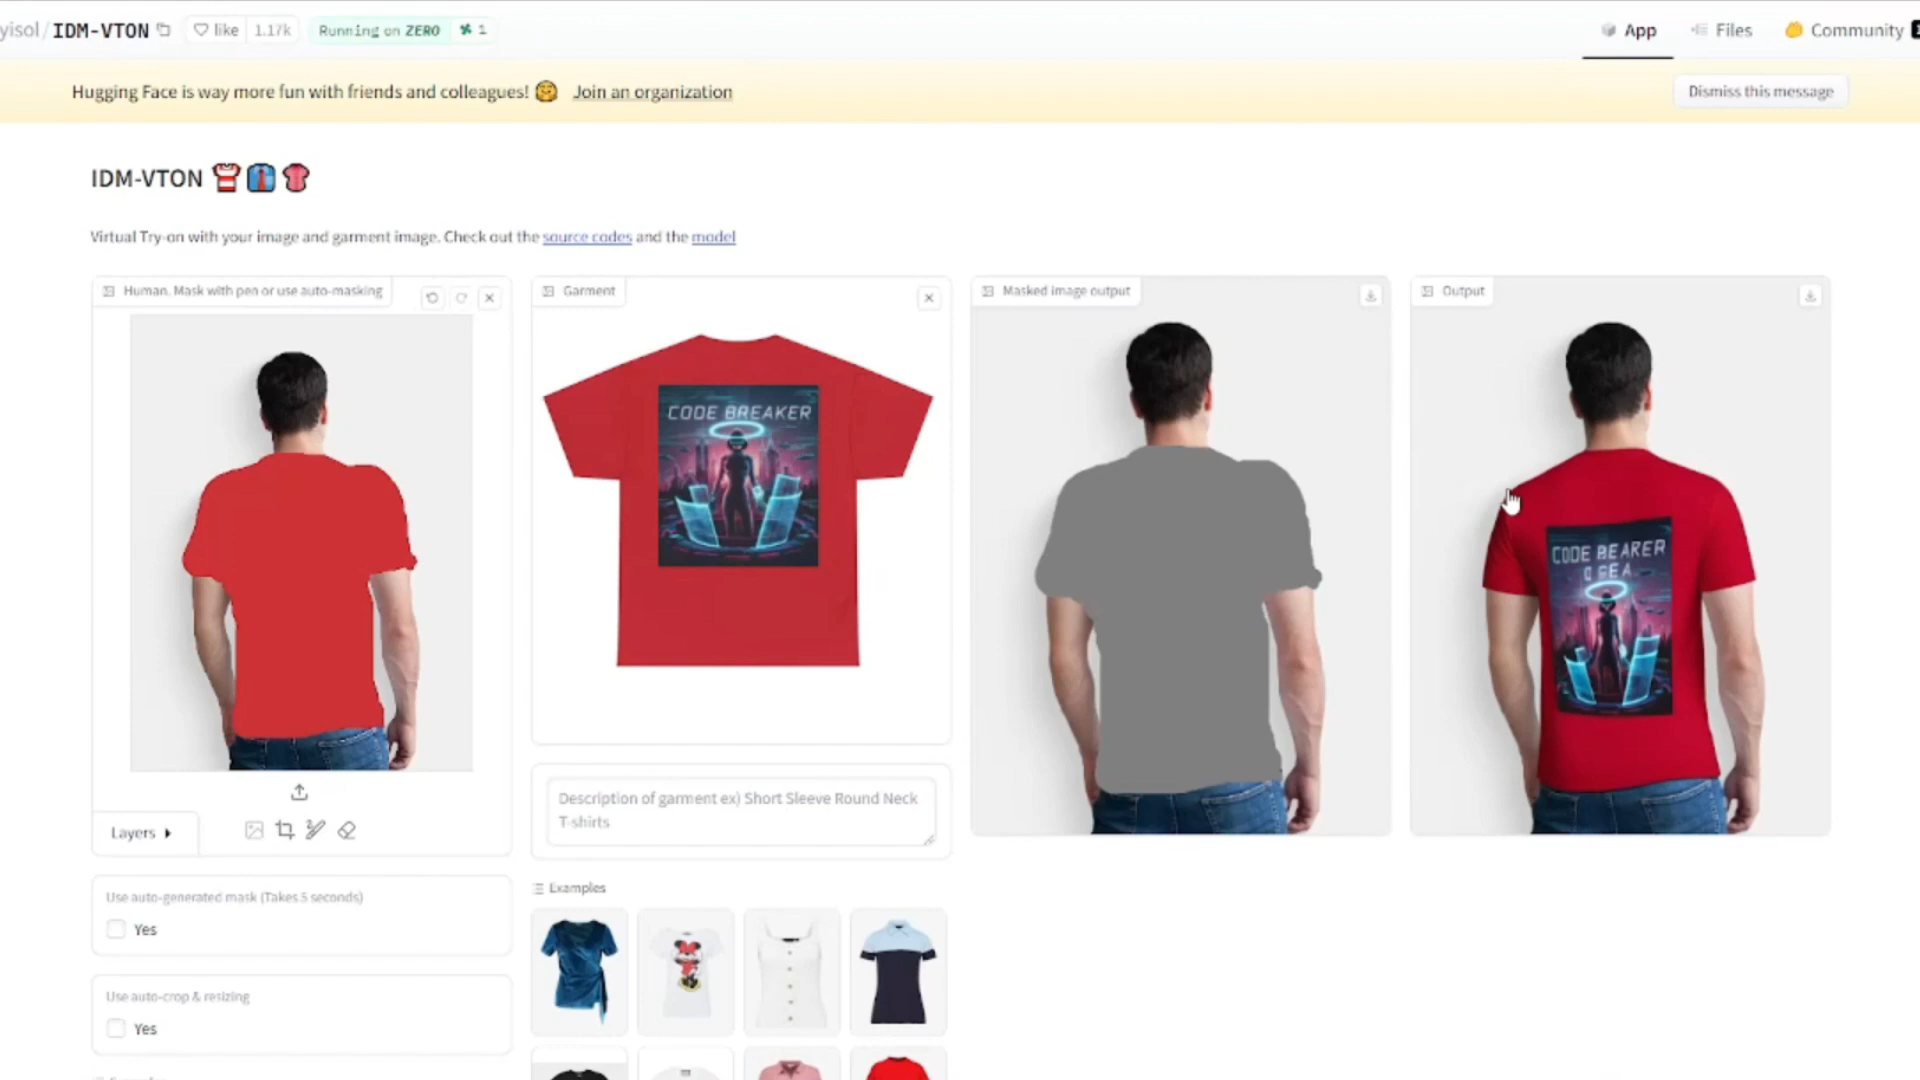 yisol/IDM-VTON like 1.17k Running on ZERO 1 App Files Community
Hugging Face is way more fun with friends and colleagues! Join an organization Dismiss this message
IDM-VTON
Virtual Try-on with your image and garment image. Check out the source codes and the model
Human. Mask with pen or use auto-masking
Garment
Masked image output
Output
CODE BREAKER
CODE BEARER
Layers
Description of garment ex) Short Sleeve Round Neck
T-shirts
Use auto-generated mask (Takes 5 seconds)
Yes
Use auto-crop & resizing
Yes
Examples